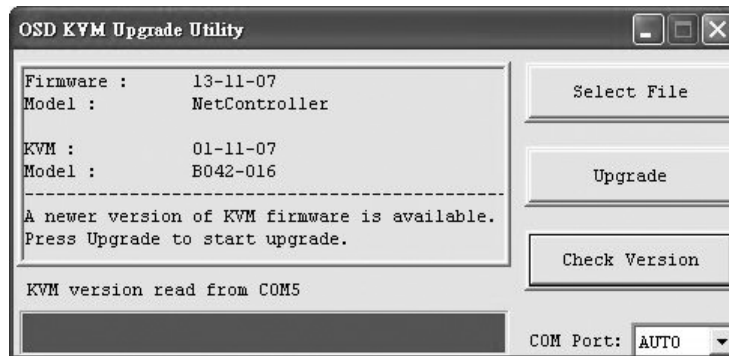 OSD KVM Upgrade Utility
Firmware : 13-11-07
Model : NetController
KVM : 01-11-07
Model : B042-016
A newer version of KVM firmware is available.
Press Upgrade to start upgrade.
KVM version read from COM5
Select File
Upgrade
Check Version
COM Port: AUTO